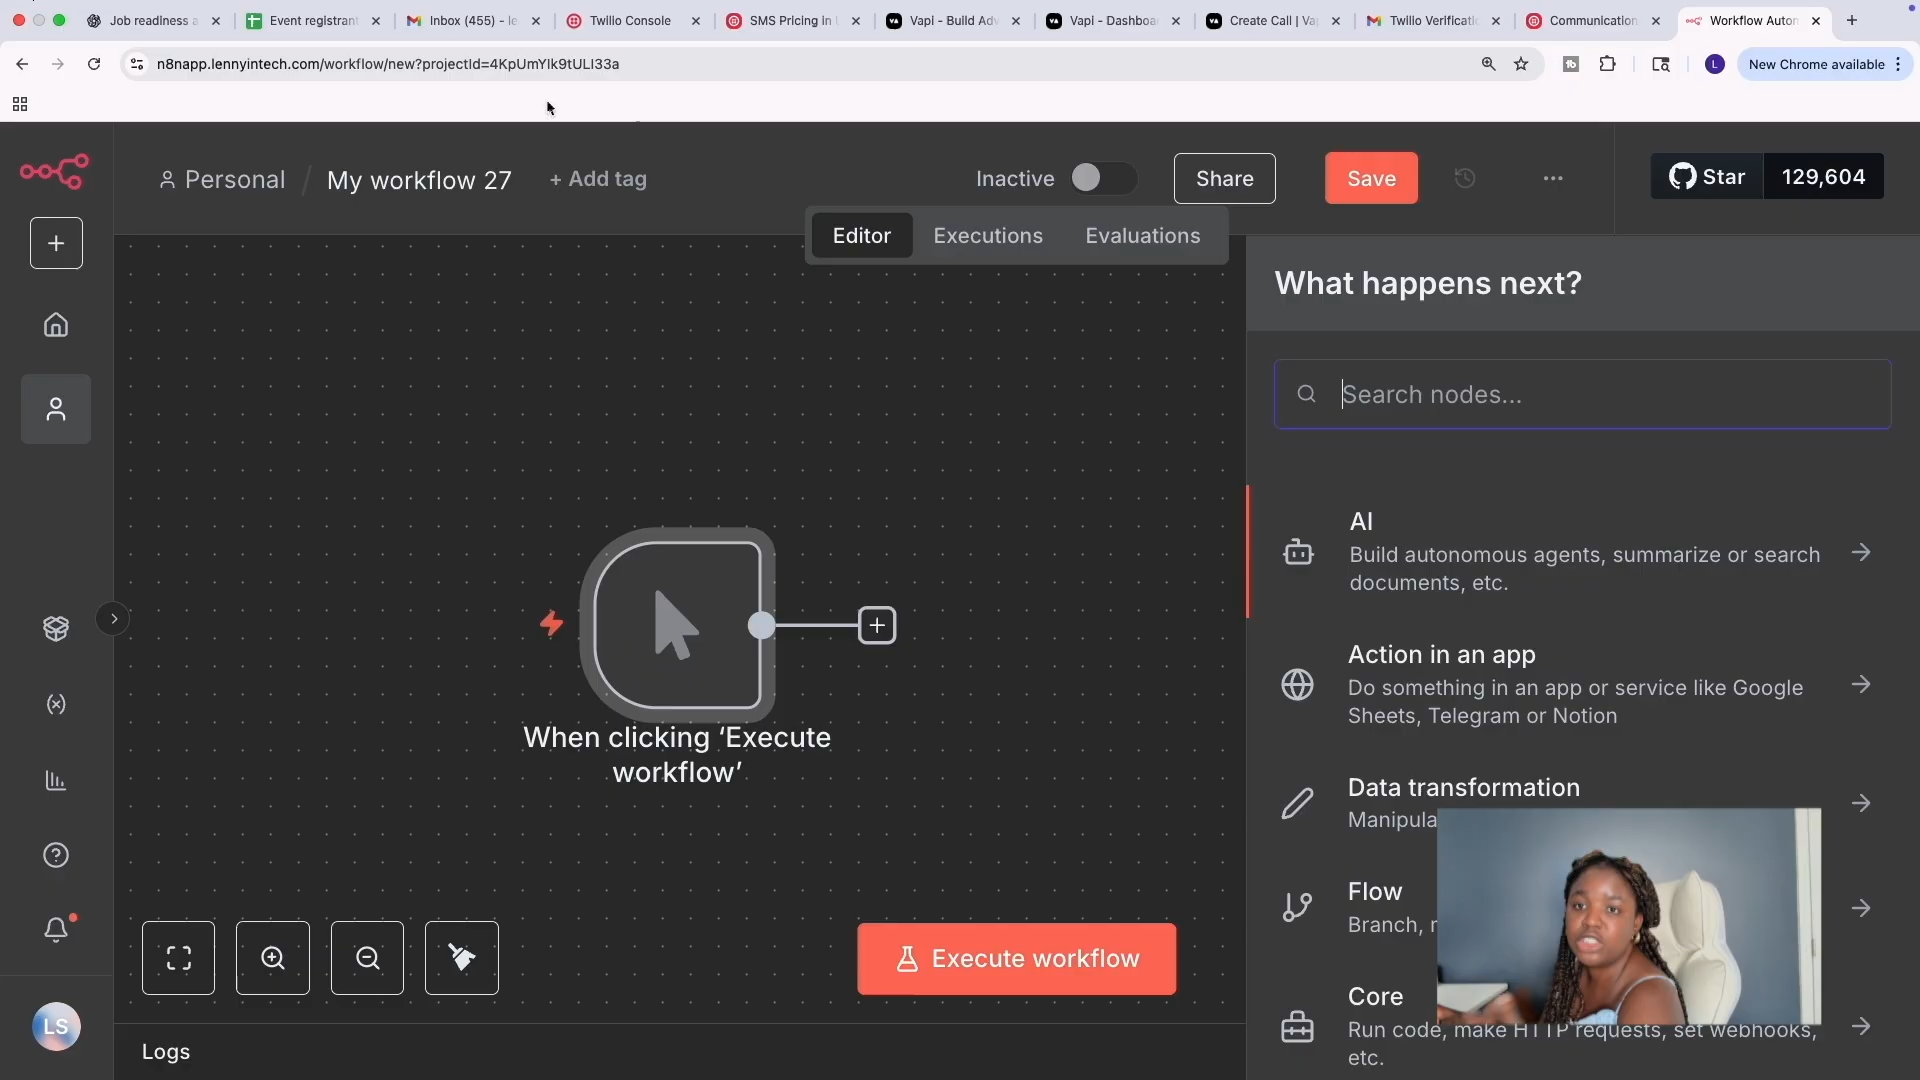 Job readiness a
Event registrant
Inbox (455) - le
Twilio Console
SMS Pricing in U
Vapi - Build Adv
Vapi - Dashboa
Create Call | Va
Twilio Verificati
Communication
Workflow Auton
n8napp.lennyintech.com/workflow/new?projectId=4KpUmYlk9tULI33a
L
New Chrome available
Personal / My workflow 27
+ Add tag
Inactive
Share
Save
Star
129,604
Editor
Executions
Evaluations
What happens next?
Search nodes...
AI
Build autonomous agents, summarize or search
documents, etc.
Action in an app
Do something in an app or service like Google
Sheets, Telegram or Notion
Data transformation
Manipula
Flow
Branch, r
Core
Run code, make HTTP requests, set webhooks,
etc.
When clicking ‘Execute
workflow’
Execute workflow
LS
Logs